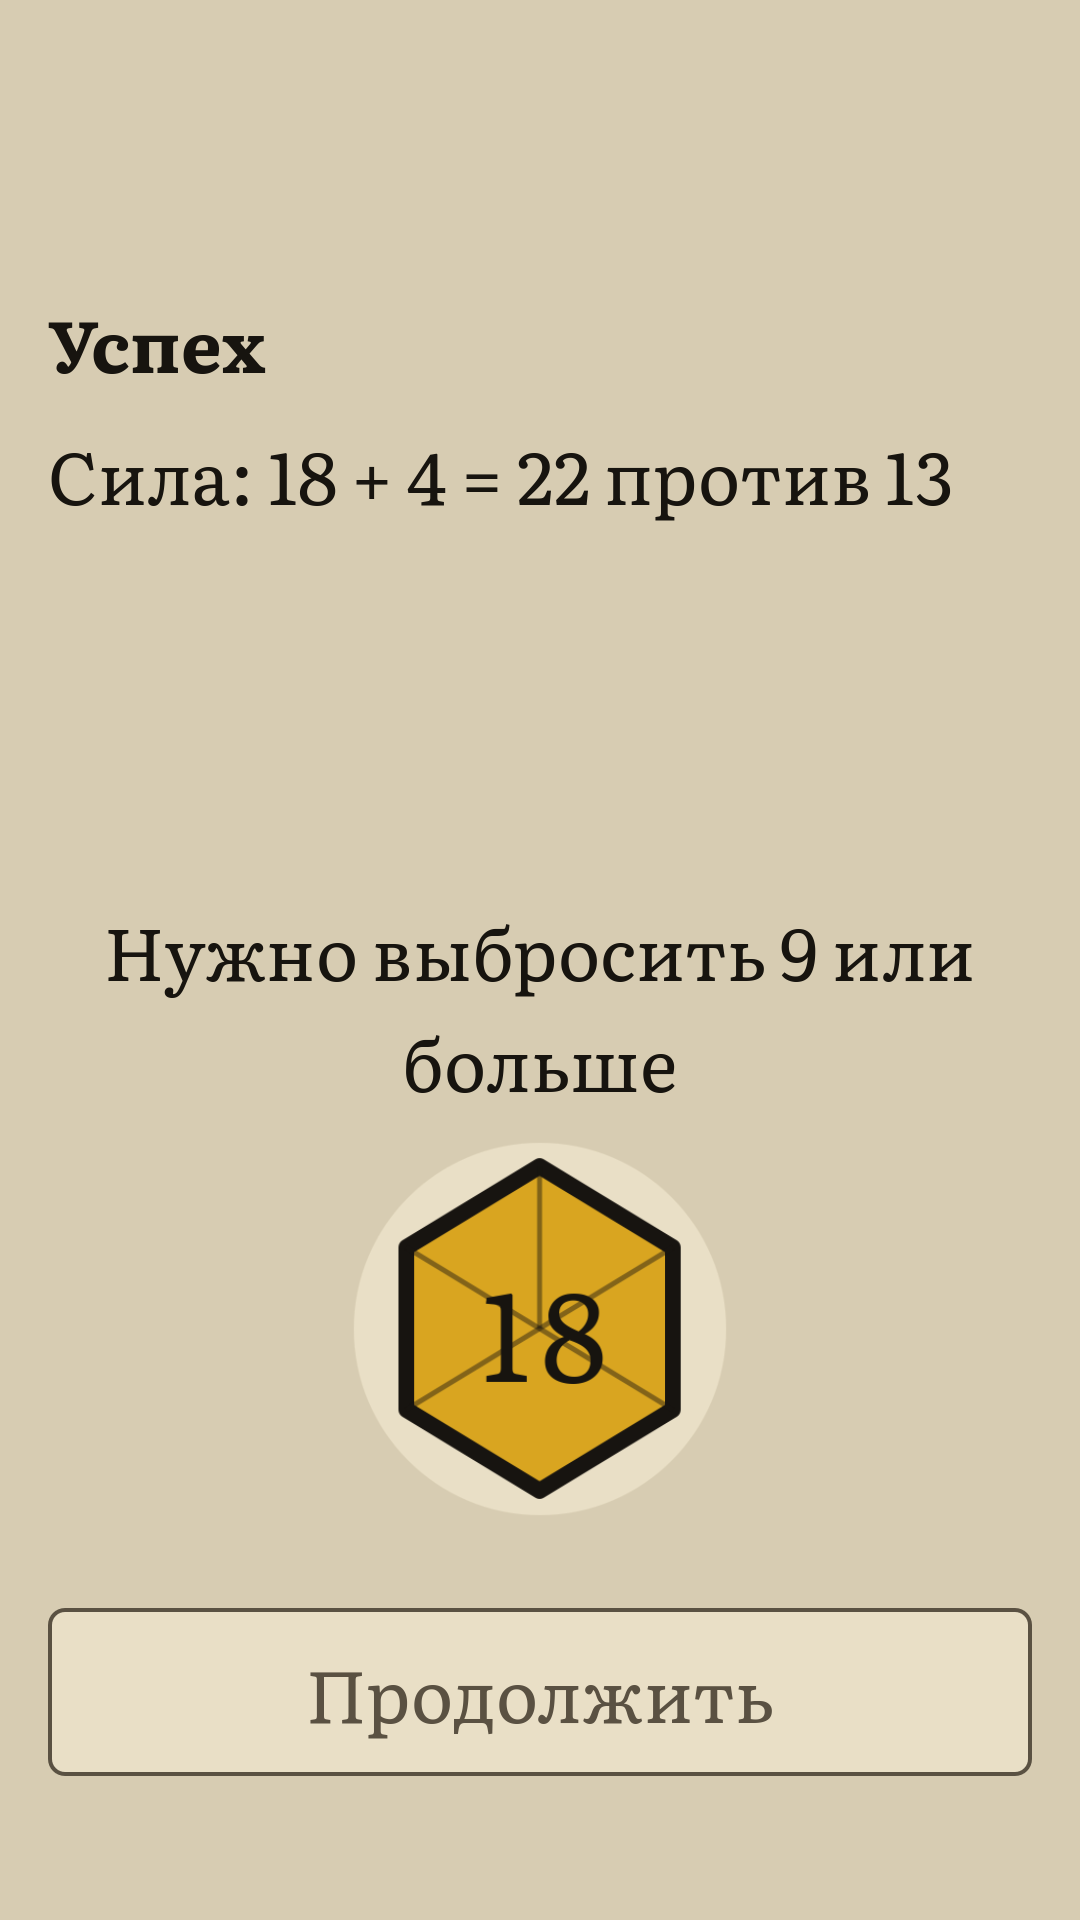 Успех
Сила: 18 + 4 = 22 против 13
Нужно выбросить 9 или
больше
18
Продолжить